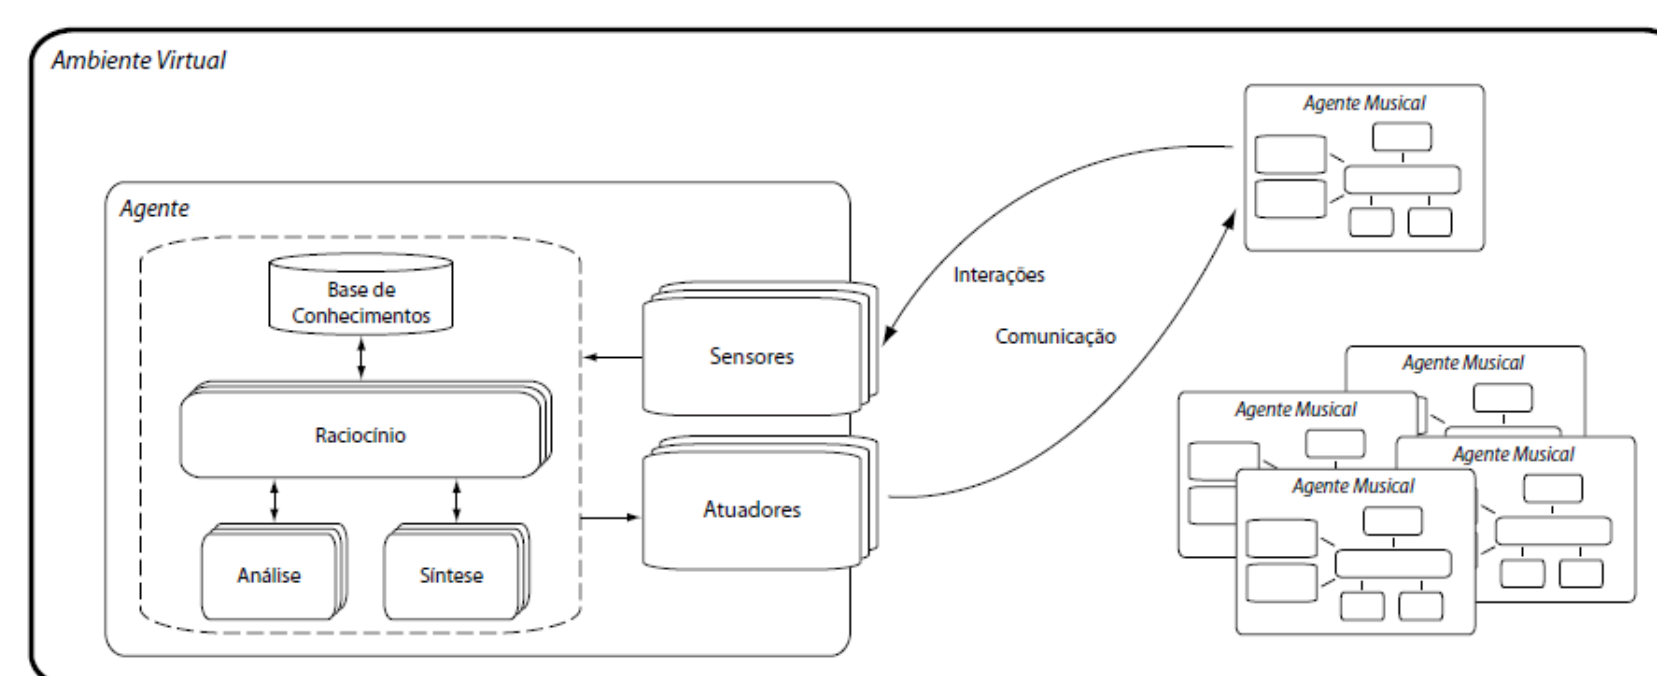 Ambiente Virtual
Agente
Base de
Conhecimentos
Raciocínio
Análise
Síntese
Sensores
Atuadores
Interações
Comunicação
Agente Musical
Agente Musical
Agente Musical
Agente Musical
Agente Musical